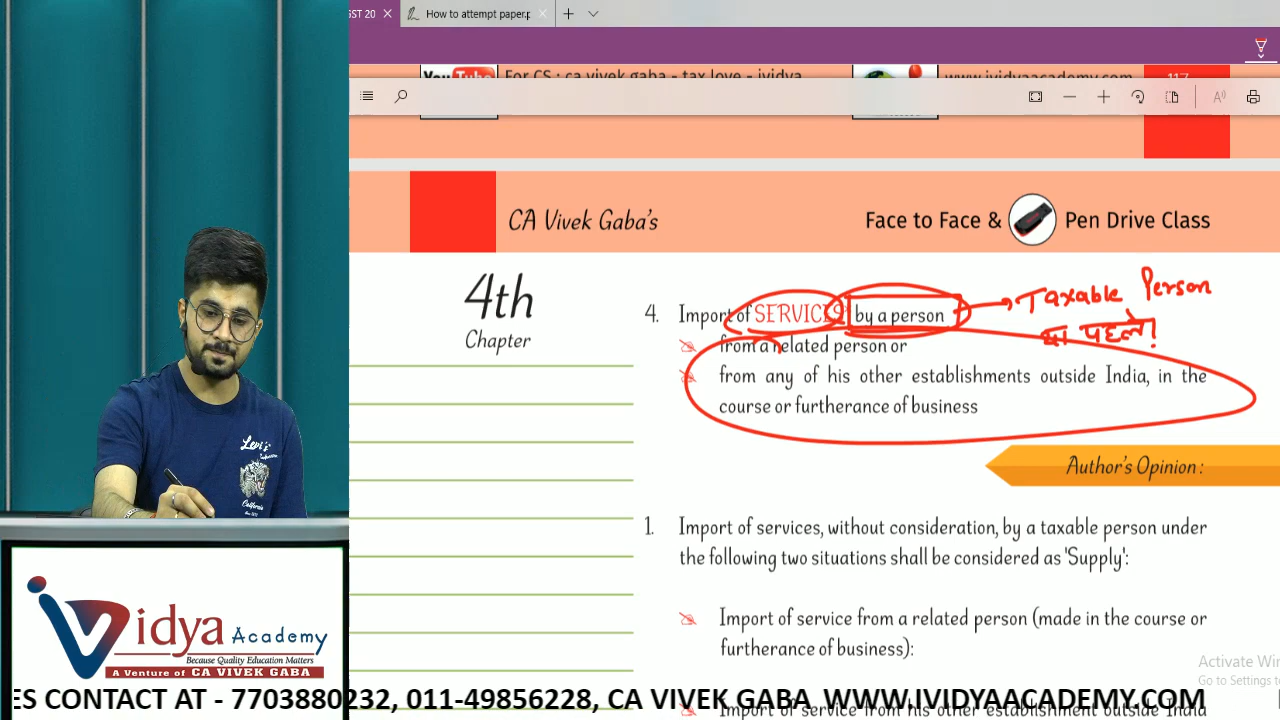 GST 20
How to attempt paper.p
You Tube
For CS : ca vivek gaba - tax love - ividya
www.ividyaacademy.com
117
CA Vivek Gaba's
Face to Face & Pen Drive Class
4th
Chapter
4. Import of SERVICES by a person
Taxable Person
था पहले!
from a related person or
from any of his other establishments outside India, in the
course or furtherance of business
Author's Opinion :
1. Import of services, without consideration, by a taxable person under
the following two situations shall be considered as 'Supply':
Import of service from a related person (made in the course or
furtherance of business):
Import of service from his other establishment outside India
Activate Win
Go to Settings t
Levi's
California
iVidya Academy
Because Quality Education Matters
A Venture of CA VIVEK GABA
ES CONTACT AT - 7703880232, 011-49856228, CA VIVEK GABA WWW.IVIDYAACADEMY.COM